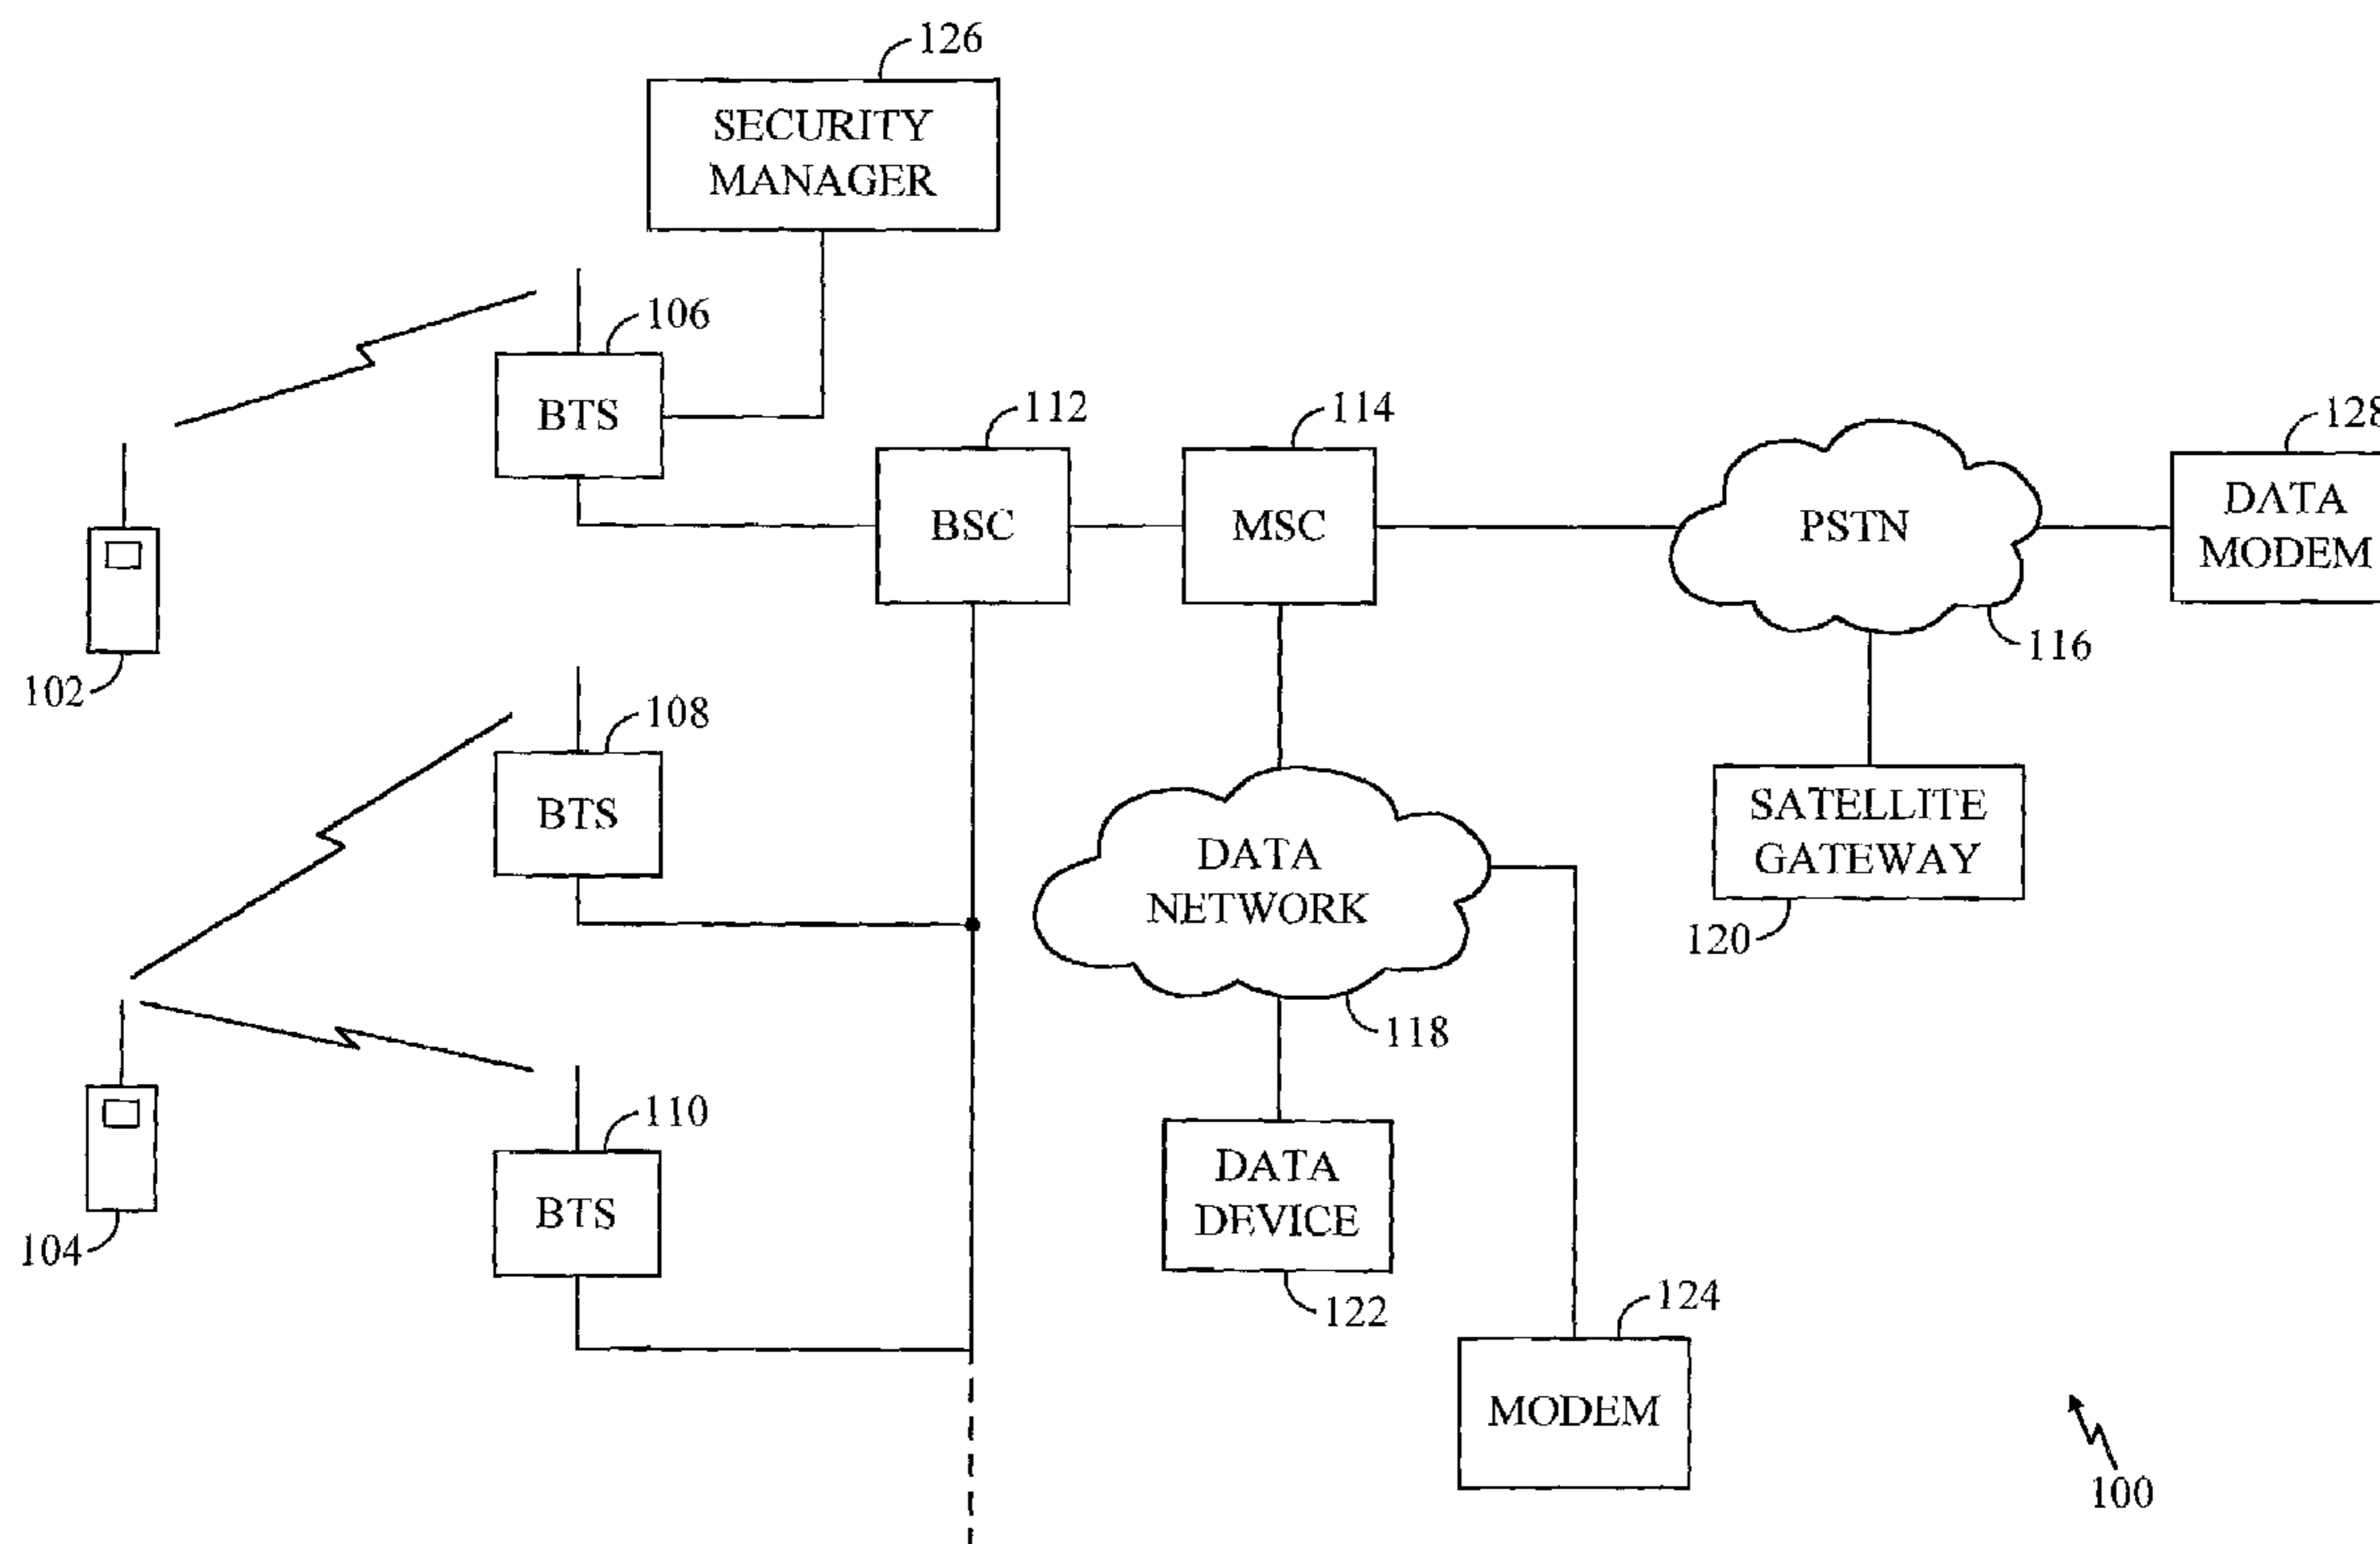 126
SECURITY
MANAGER
106
BTS
112
BSC
114
MSC
PSTN
116
128
DATA
MODEM
102
108
BTS
DATA
NETWORK
118
SATELLITE
GATEWAY
120
104
110
BTS
DATA
DEVICE
122
124
MODEM
100